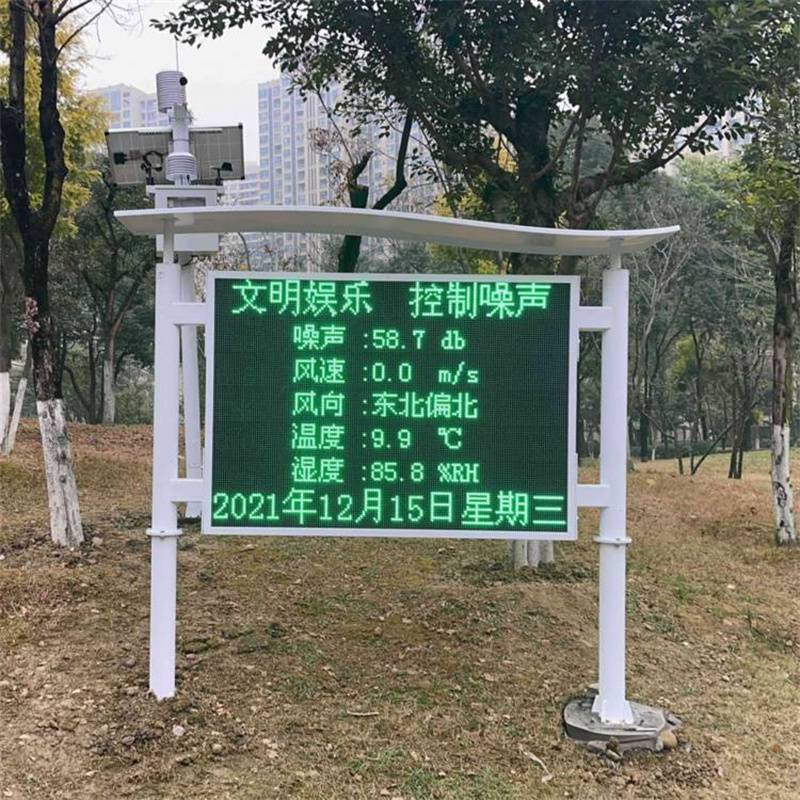 文明娱乐 控制噪声
噪声 :58.7 db
风速 :0.0 m/s
风向 :东北偏北
温度 :9.9 ℃
湿度 :85.8 %RH
2021年12月15日星期三